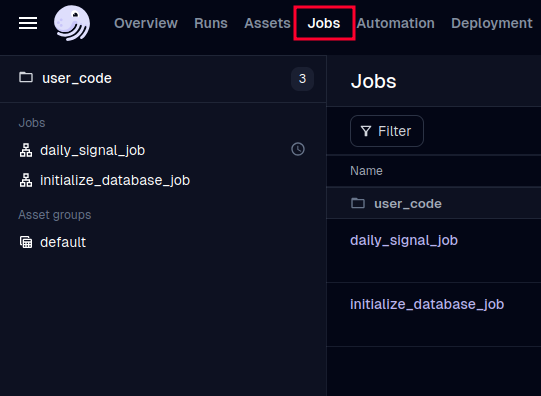 Overview Runs Assets Jobs Automation Deployment
user_code 3
Jobs
daily_signal_job
initialize_database_job
Asset groups
default
Jobs
Filter
Name
user_code
daily_signal_job
initialize_database_job